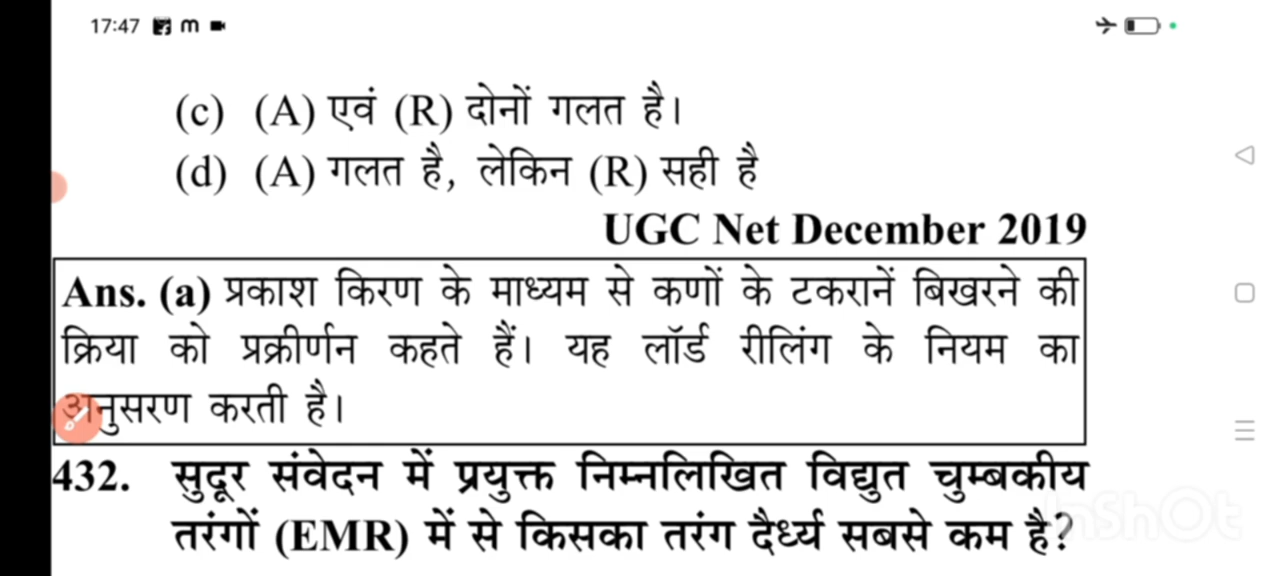 17:47
(c) (A) एवं (R) दोनों गलत है।
(d) (A) गलत है, लेकिन (R) सही है
UGC Net December 2019
Ans. (a) प्रकाश किरण के माध्यम से कणों के टकरानें बिखरने की
क्रिया को प्रक्रीर्णन कहते हैं। यह लॉर्ड रीलिंग के नियम का
अनुसरण करती है।
432. सुदूर संवेदन में प्रयुक्त निम्नलिखित विद्युत चुम्बकीय
तरंगों (EMR) में से किसका तरंग दैर्ध्य सबसे कम है?
InShOt